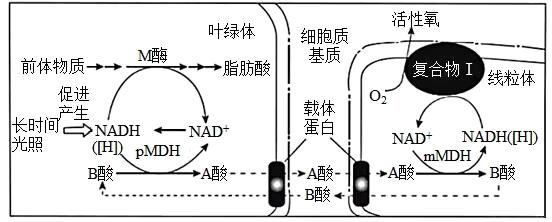 叶绿体
细胞质
基质
活性氧
M酶
前体物质
脂肪酸
复合物Ⅰ
线粒体
O₂
促进
产生
长时间
光照
NADH
([H])
NAD⁺
pMDH
载体
蛋白
NAD⁺
NADH([H])
mMDH
B酸
A酸
A酸
B酸
A酸
B酸